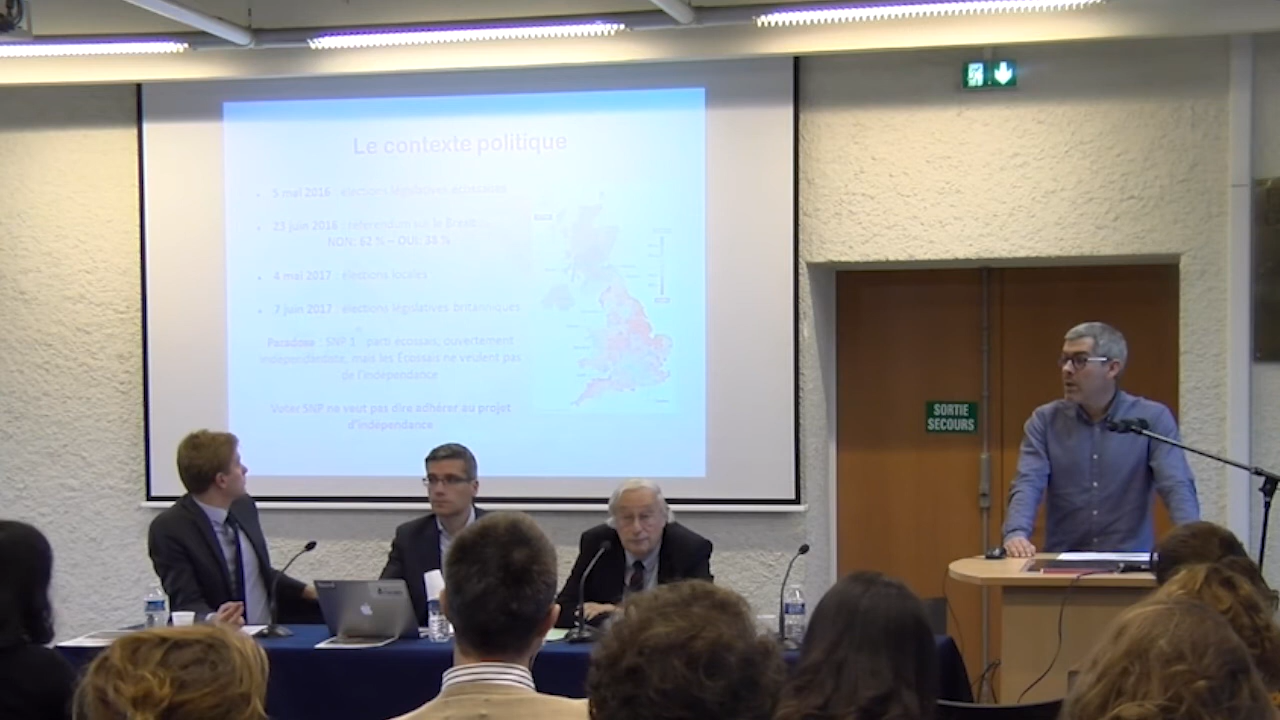 Le contexte politique
5 mai 2016 : élections législatives écossaises
23 juin 2016 : référendum sur le Brexit :
NON: 62 % – OUI: 38 %
4 mai 2017 : élections locales
7 juin 2017 : élections législatives britanniques
Paradoxe : SNP 1er parti écossais, ouvertement
indépendantiste, mais les Écossais ne veulent pas
de l'indépendance
Voter SNP ne veut pas dire adhérer au projet
d'indépendance
SORTIE
SECOURS